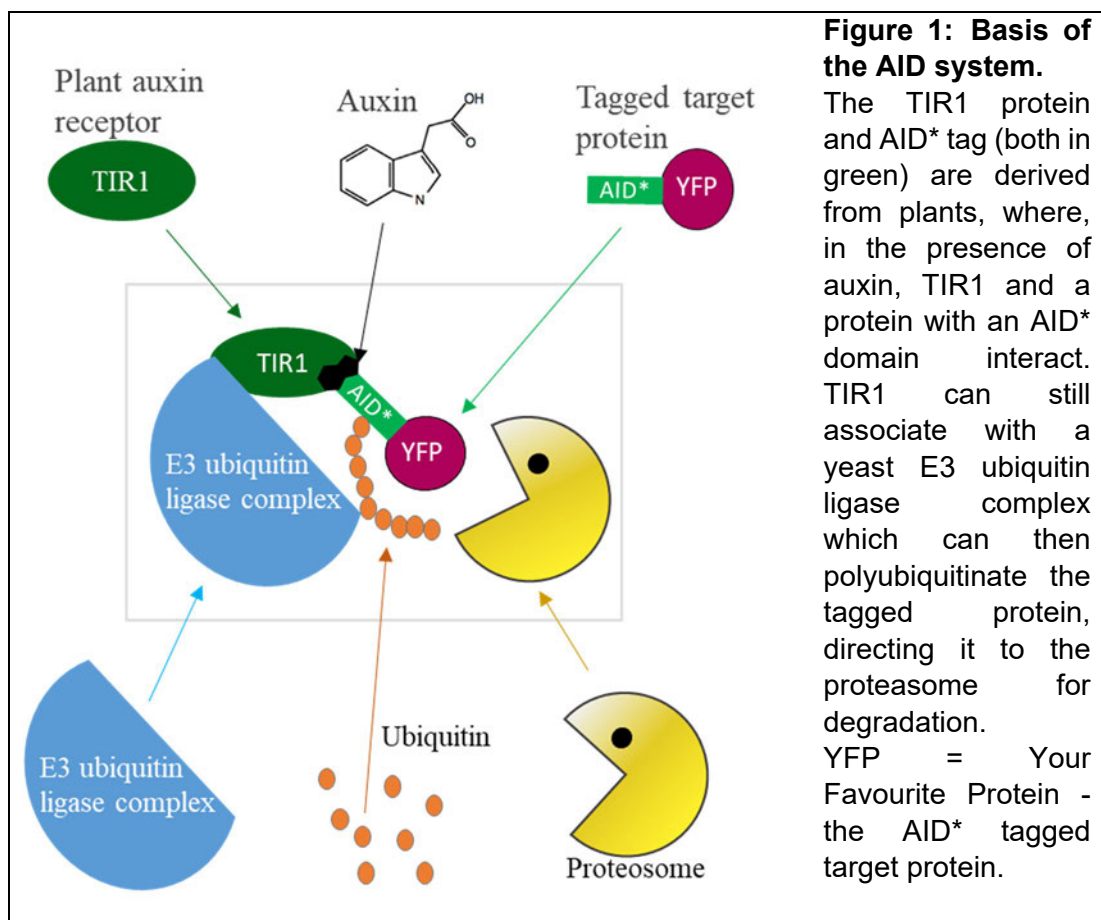 Plant auxin
receptor
TIR1
Auxin
OH
O
N
Tagged target
protein
AID*
YFP
TIR1
AID*
YFP
E3 ubiquitin
ligase complex
E3 ubiquitin
ligase complex
Ubiquitin
Proteosome
Figure 1: Basis of
the AID system.
The TIR1 protein
and AID* tag (both in
green) are derived
from plants, where,
in the presence of
auxin, TIR1 and a
protein with an AID*
domain interact.
TIR1 can still
associate with a
yeast E3 ubiquitin
ligase complex
which can then
polyubiquitinate the
tagged protein,
directing it to the
proteasome for
degradation.
YFP = Your
Favourite Protein -
the AID* tagged
target protein.